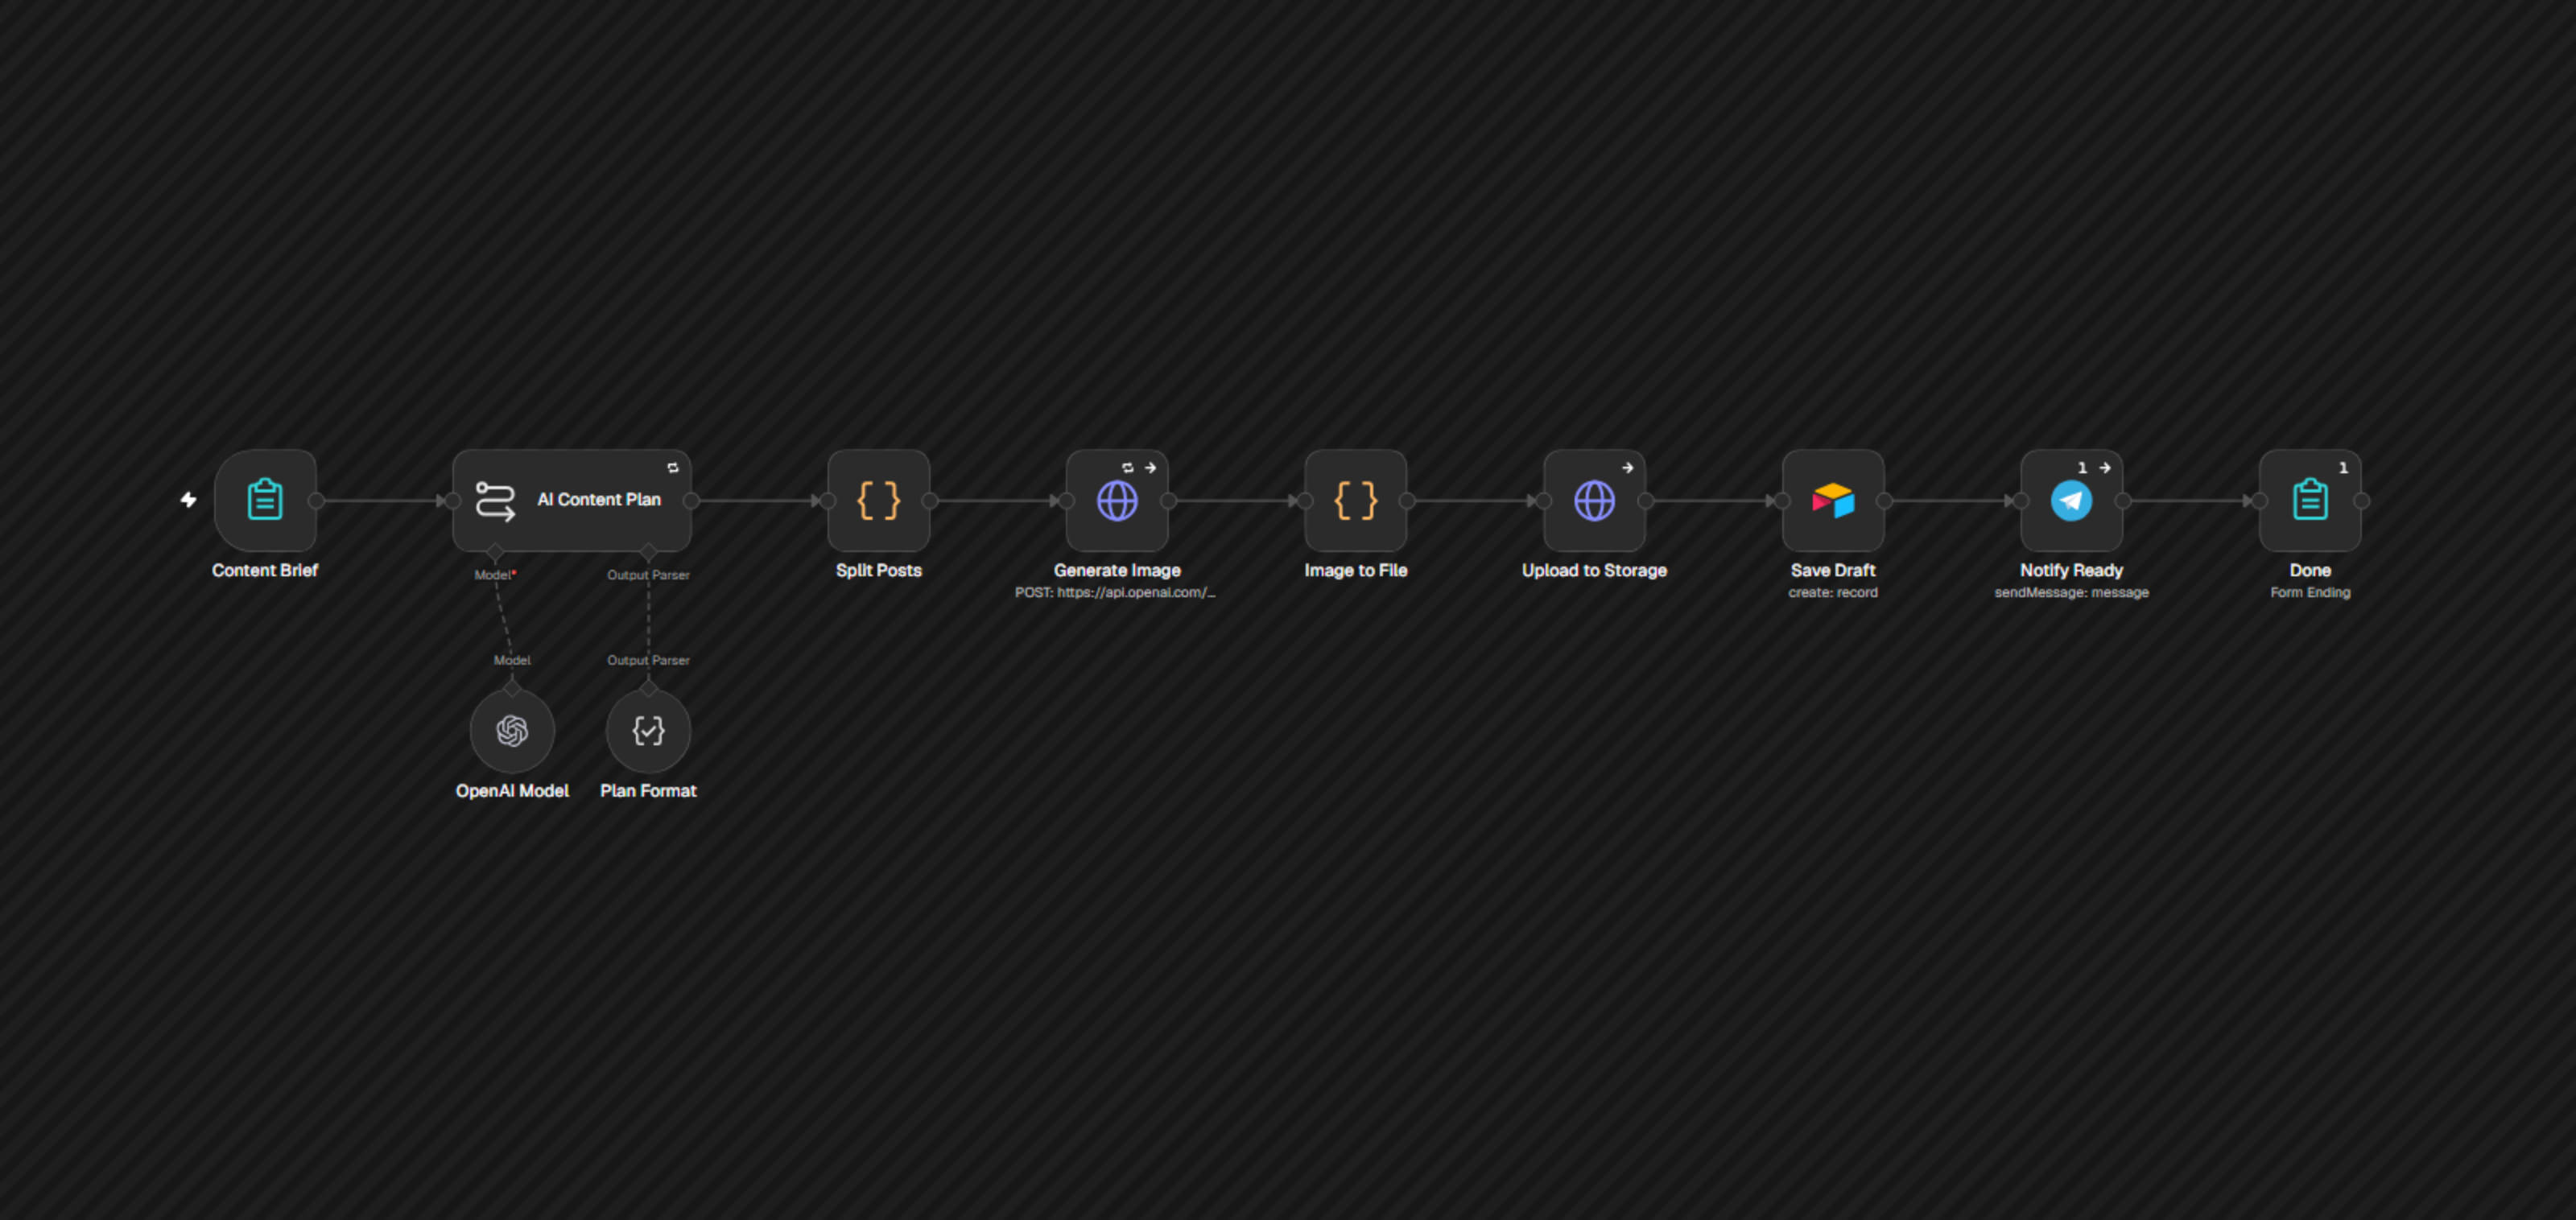 1
1
AI Content Plan
Content Brief
Model*
Output Parser
Split Posts
Generate Image
POST: https://api.openai.com/...
Image to File
Upload to Storage
Save Draft
create: record
Notify Ready
sendMessage: message
Done
Form Ending
Model
Output Parser
OpenAI Model
Plan Format